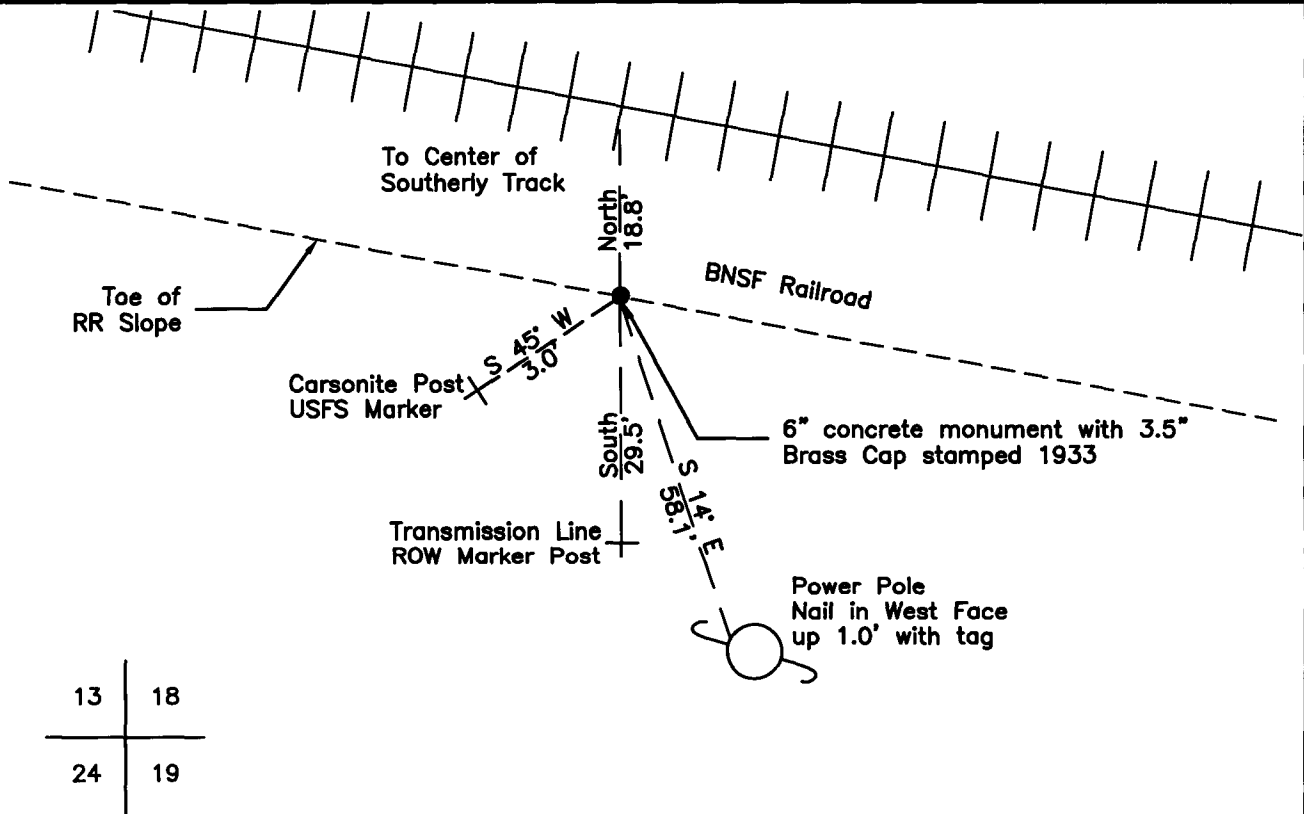 To Center of
Southerly Track
North
18.8'
BNSF Railroad
Toe of
RR Slope
S 45° W
3.0'
Carsonite Post
USFS Marker
6" concrete monument with 3.5"
Brass Cap stamped 1933
South
29.5'
S 14° E
58.1'
Transmission Line
ROW Marker Post
Power Pole
Nail in West Face
up 1.0' with tag
13 18
24 19